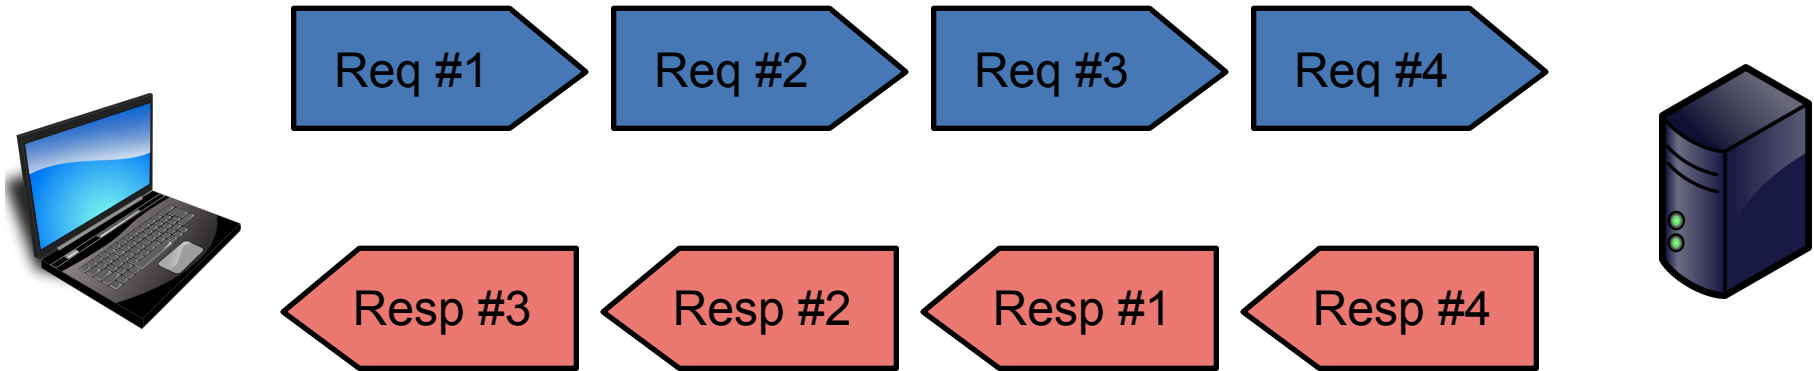 Req #1 Req #2 Req #3 Req #4
Resp #3 Resp #2 Resp #1 Resp #4